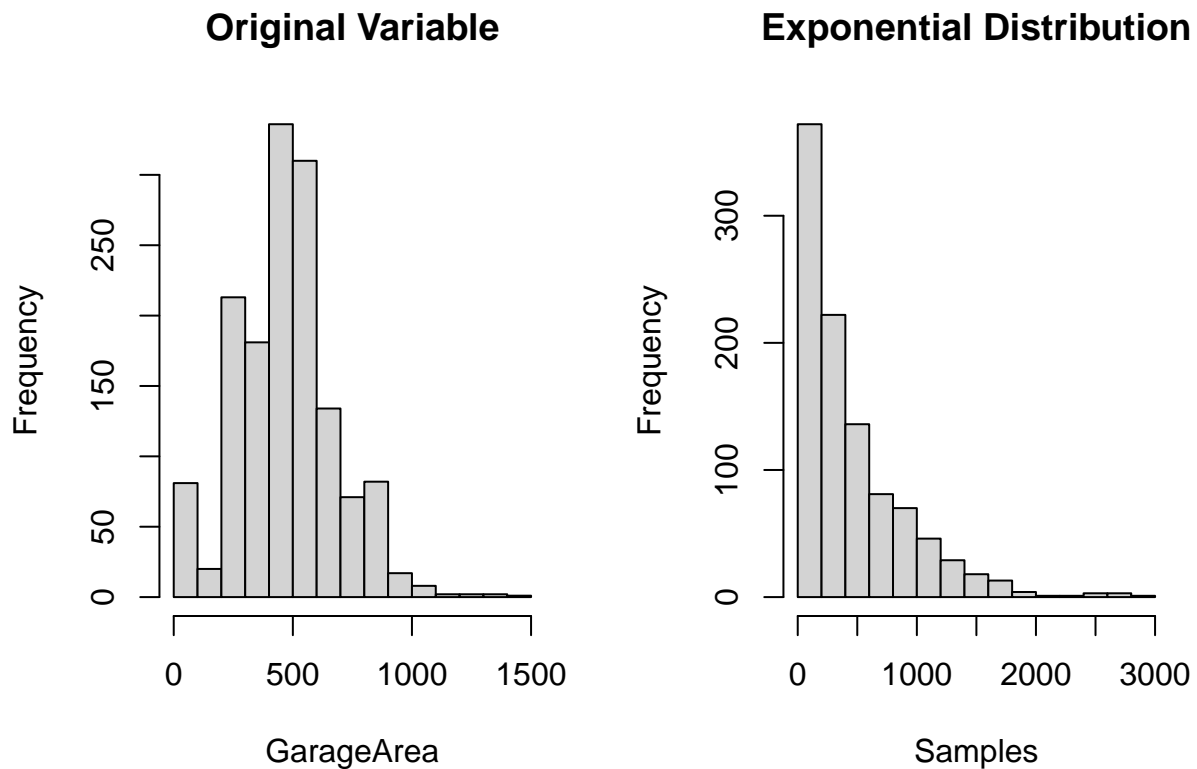 Original Variable
Frequency
0
50
150
250
0
500
1000
1500
GarageArea
Exponential Distribution
Frequency
0
100
200
300
0
1000
2000
3000
Samples